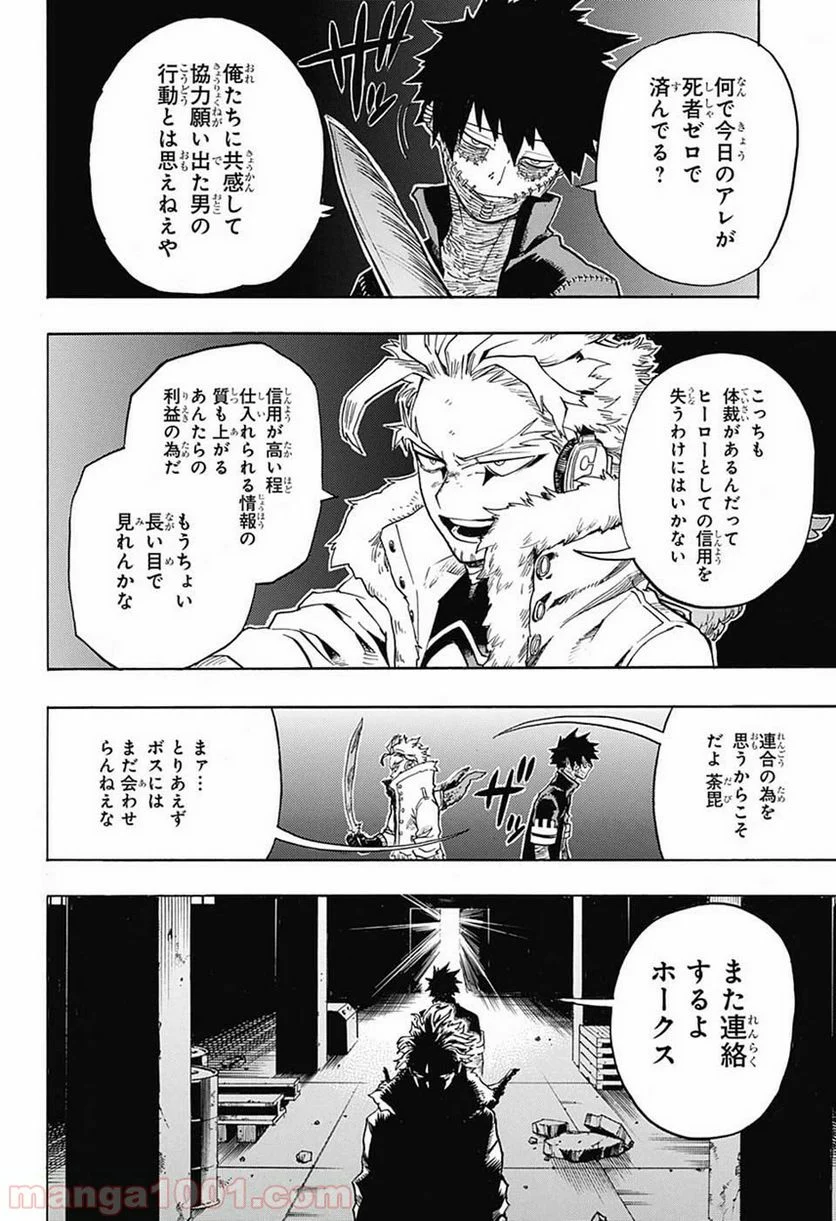 何で今日のアレが
死者ゼロで
済んでる?
俺たちに共感して
協力願い出た男の
行動とは思えねえや
こっちも
体裁があるんだって
ヒーローとしての信用を
失うわけにはいかない
信用が高い程
仕入れられる情報の
質も上がる
あんたらの
利益の為だ
もうちょい
長い目で
見れんかな
連合の為を
思うからこそ
だよ 荼毘
まァ…
とりあえず
ボスには
まだ会わせ
らんねえな
また連絡
するよ
ホークス
manga1001.com